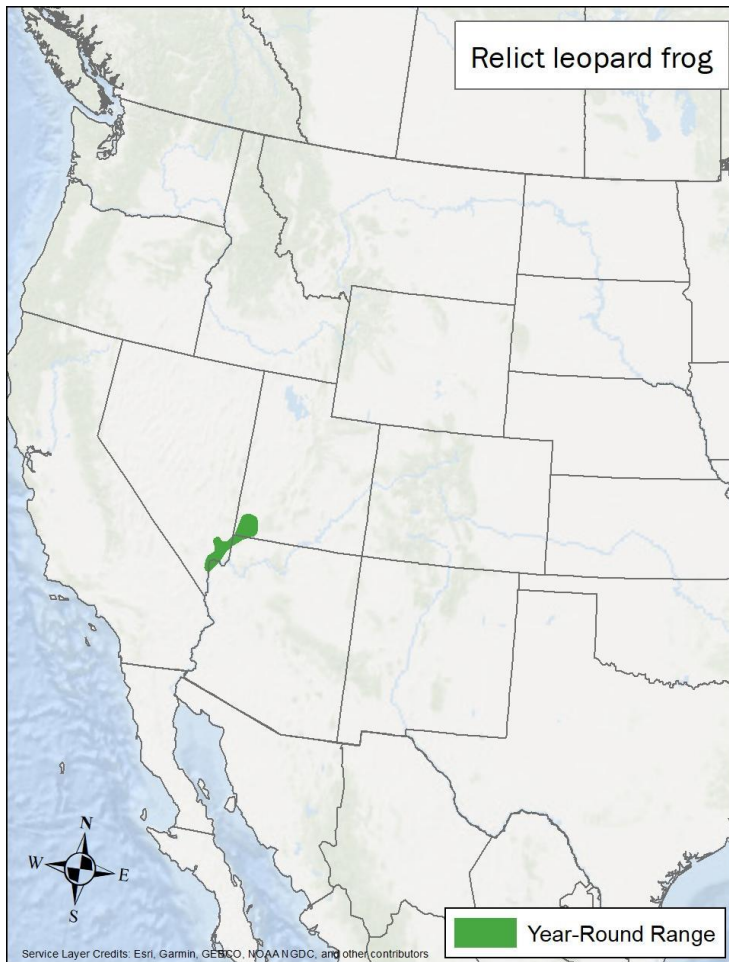 Relict leopard frog
N
W E
S
Year-Round Range
Service Layer Credits: Esri, Garmin, GEBCO, NOAA NGDC, and other contributors